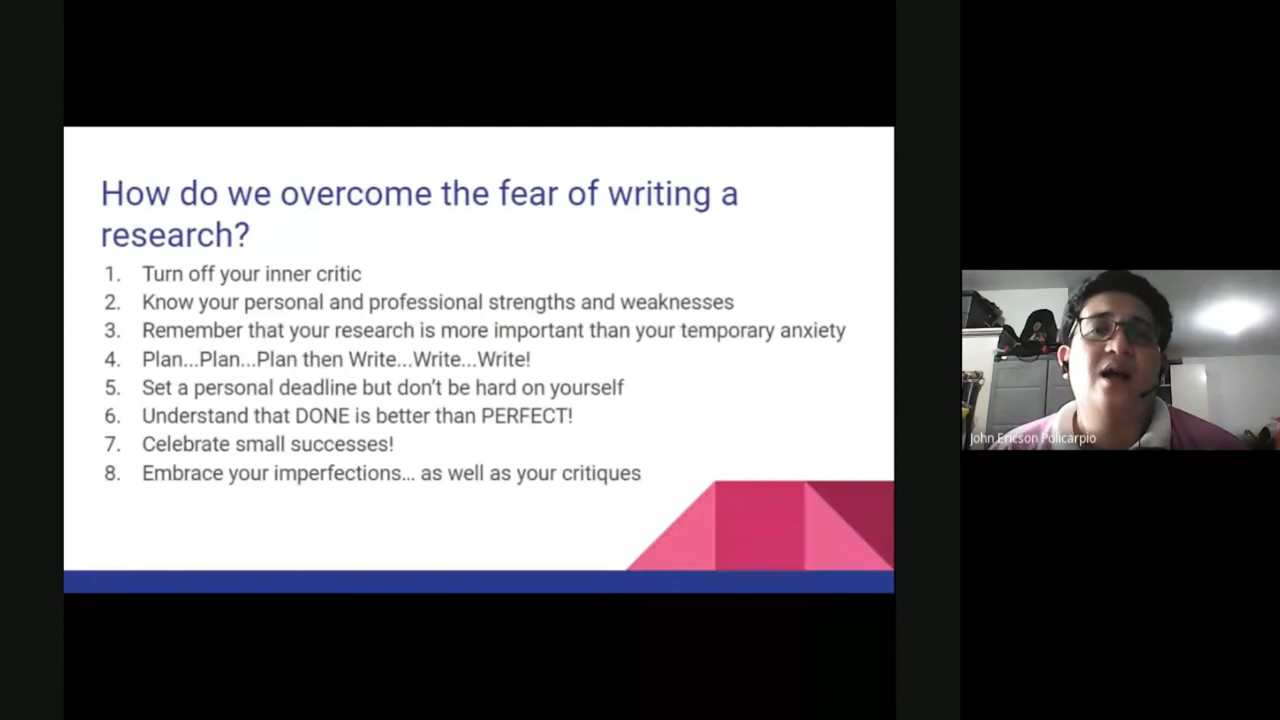 How do we overcome the fear of writing a
research?
1. Turn off your inner critic
2. Know your personal and professional strengths and weaknesses
3. Remember that your research is more important than your temporary anxiety
4. Plan...Plan...Plan then Write...Write...Write!
5. Set a personal deadline but don't be hard on yourself
6. Understand that DONE is better than PERFECT!
7. Celebrate small successes!
8. Embrace your imperfections... as well as your critiques
John Ericson Policarpio